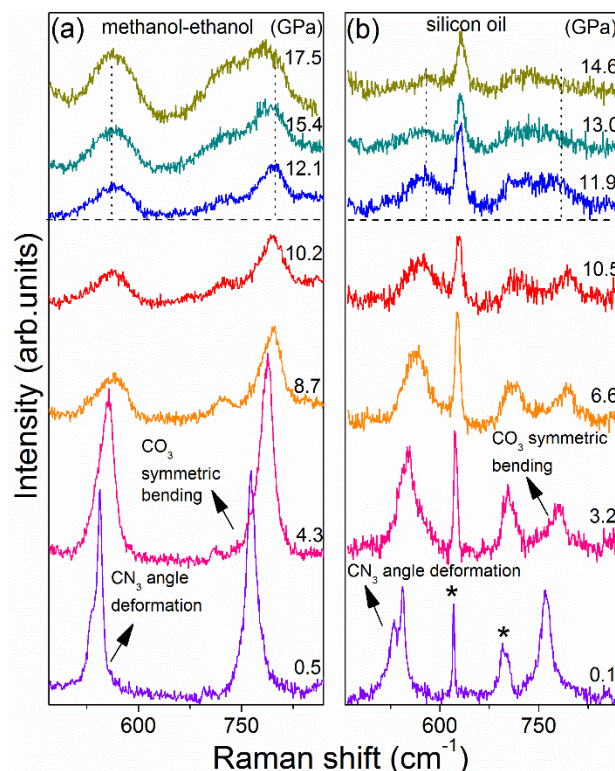 (a) methanol-ethanol (GPa)
17.5
15.4
12.1
10.2
8.7
CO3
symmetric
bending
4.3
CN3 angle
deformation
0.5
600 750
(b) silicon oil (GPa)
14.6
13.0
11.9
10.5
6.6
CO3 symmetric
bending
3.2
CN3 angle deformation
* *
0.1
600 750
Intensity (arb.units)
Raman shift (cm-1)